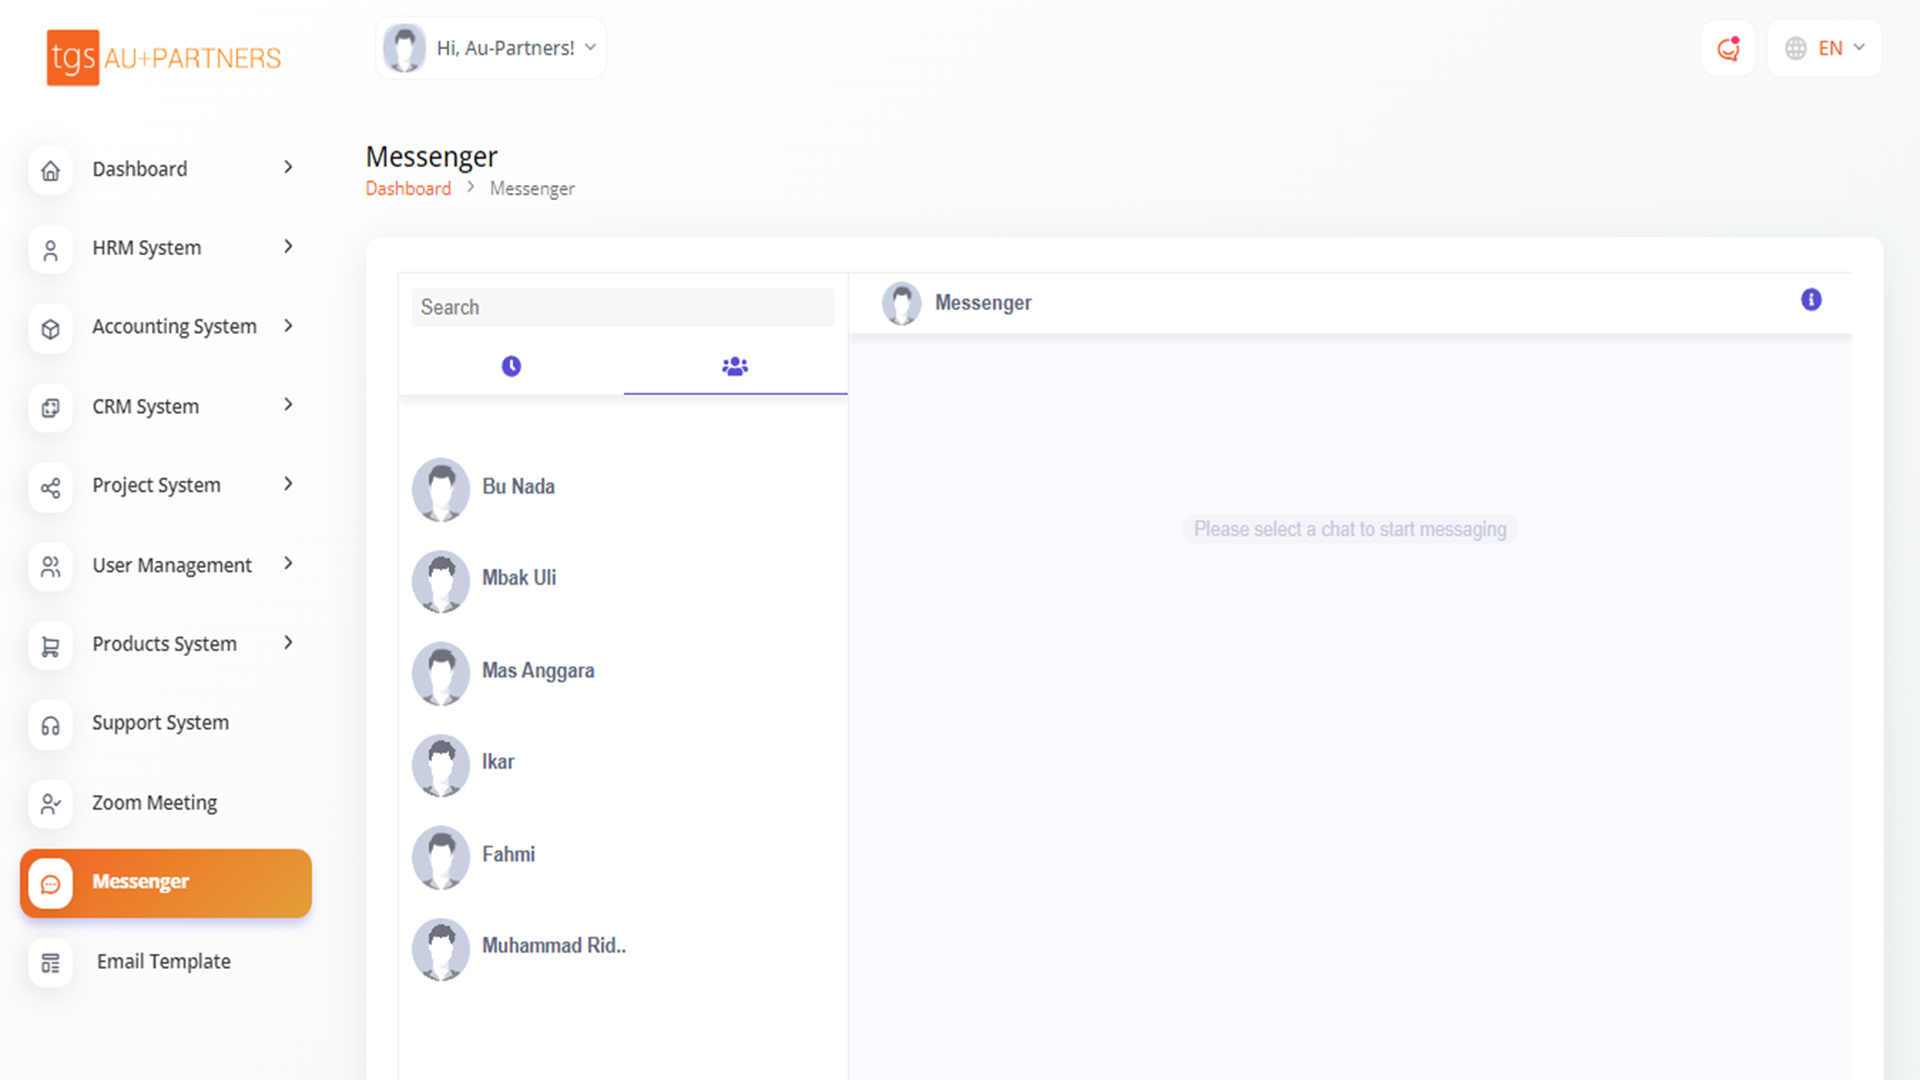 tgs AU+PARTNERS
Hi, Au-Partners!
EN
Dashboard
HRM System
Accounting System
CRM System
Project System
User Management
Products System
Support System
Zoom Meeting
Messenger
Email Template
Messenger
Dashboard > Messenger
Search
Bu Nada
Mbak Uli
Mas Anggara
Ikar
Fahmi
Muhammad Rid..
Messenger
Please select a chat to start messaging